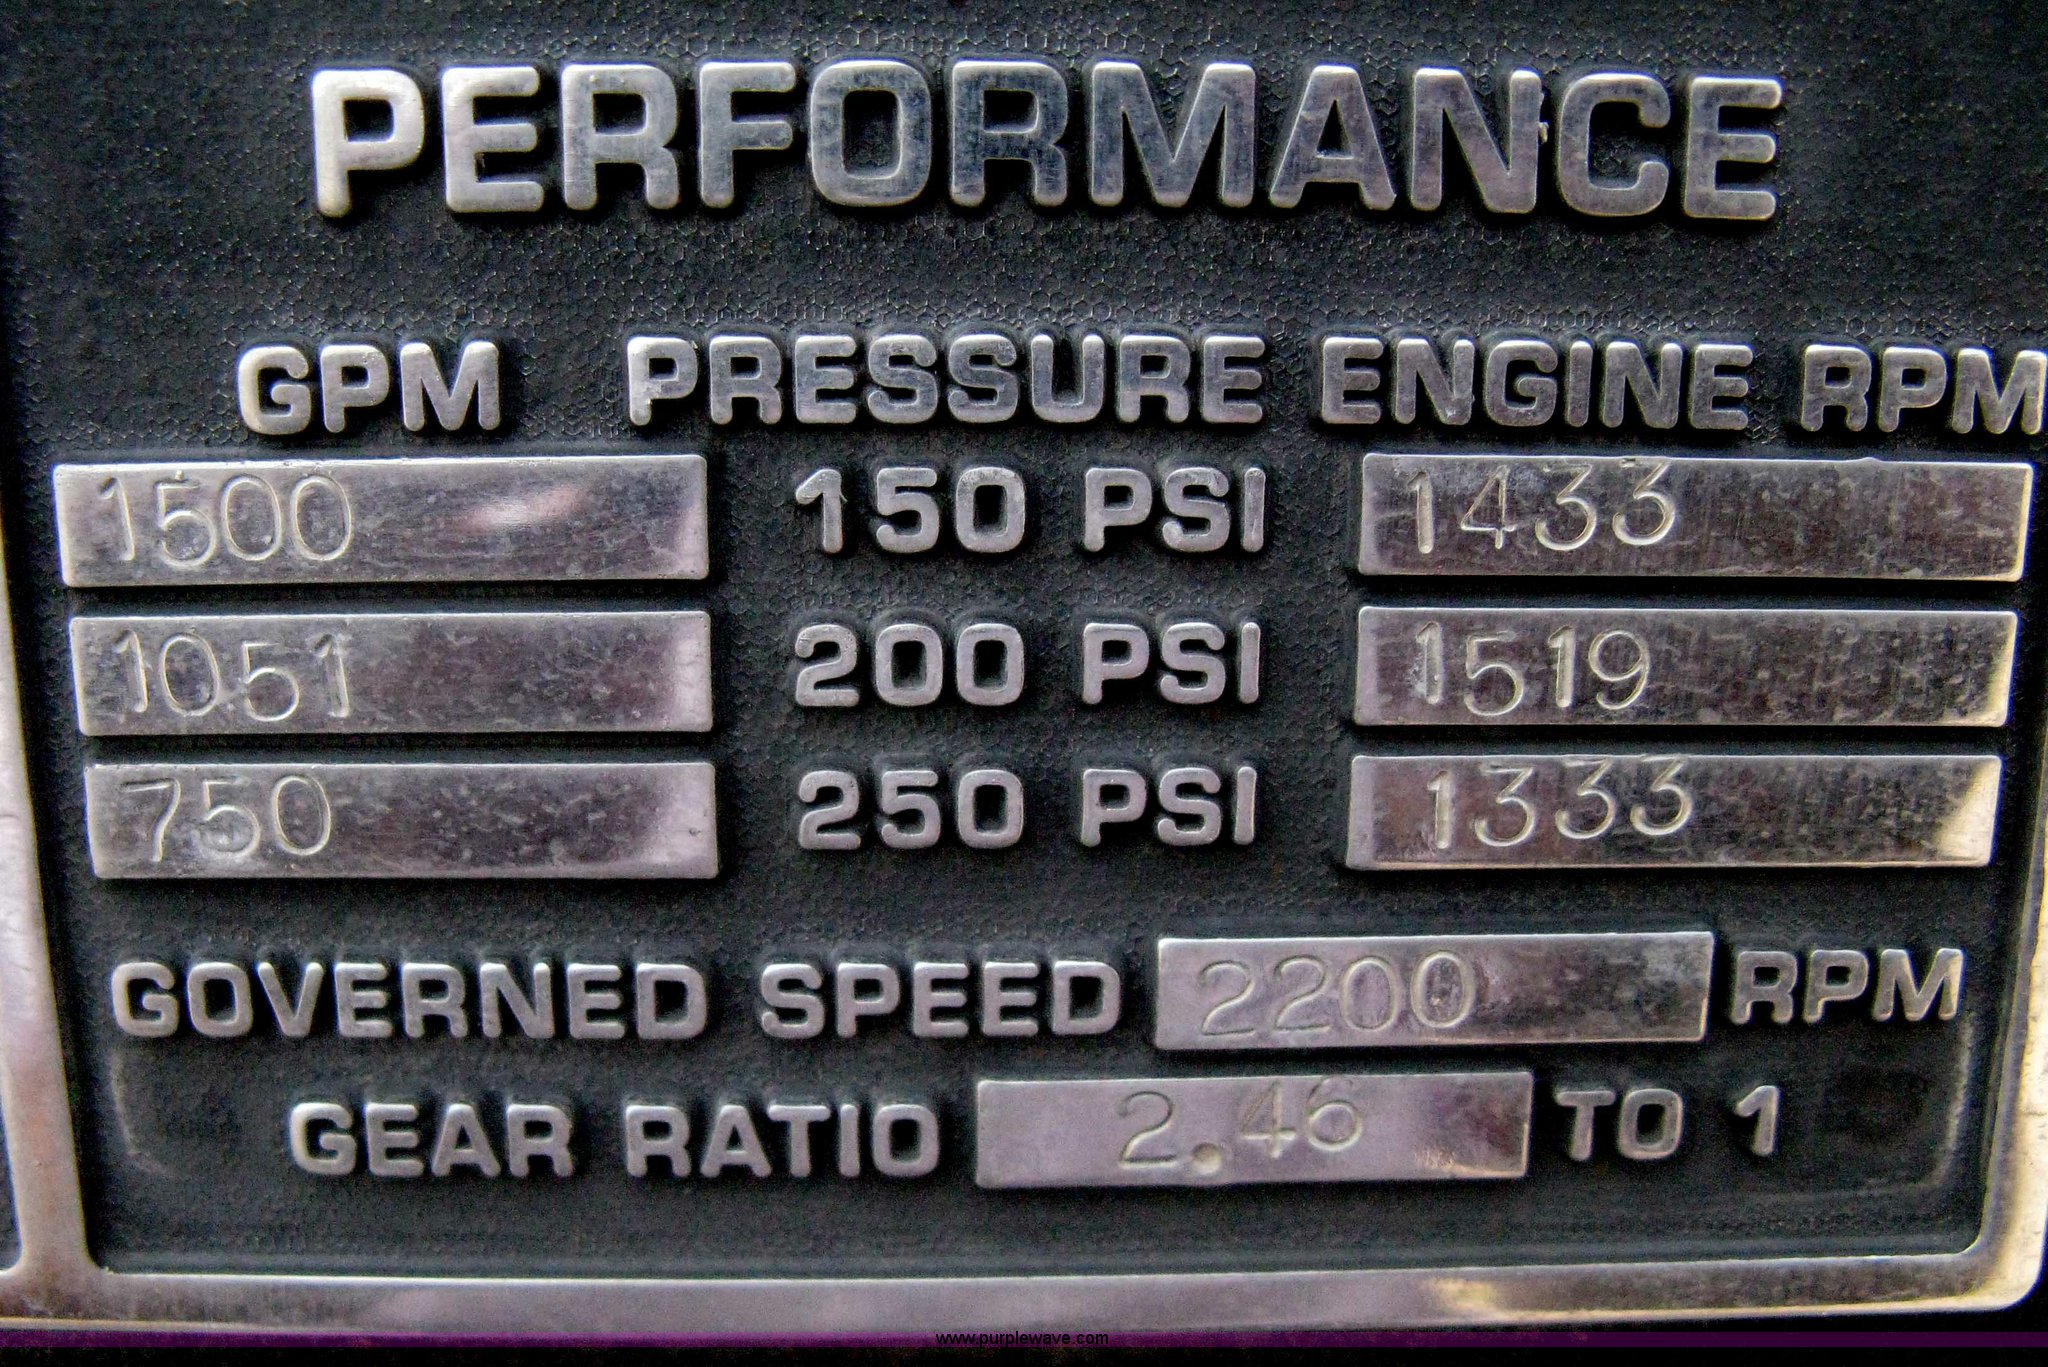 PERFORMANCE
GPM PRESSURE ENGINE RPM
1500 150 PSI 1433
1051 200 PSI 1519
750 250 PSI 1333
GOVERNED SPEED 2200 RPM
GEAR RATIO 2.46 TO 1
www.purplewave.com